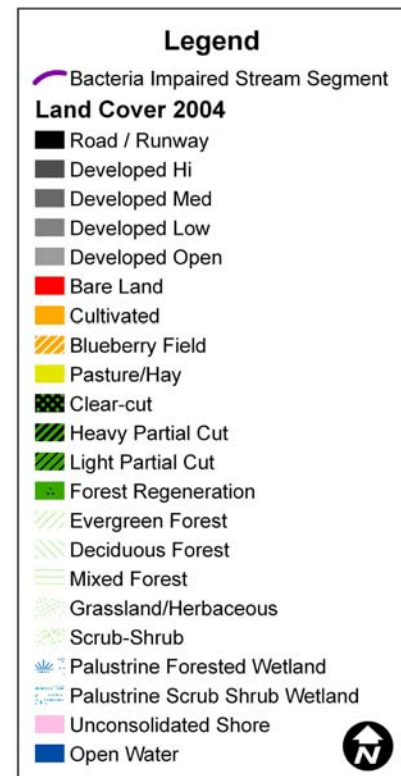 Legend
Bacteria Impaired Stream Segment
Land Cover 2004
Road / Runway
Developed Hi
Developed Med
Developed Low
Developed Open
Bare Land
Cultivated
Blueberry Field
Pasture/Hay
Clear-cut
Heavy Partial Cut
Light Partial Cut
Forest Regeneration
Evergreen Forest
Deciduous Forest
Mixed Forest
Grassland/Herbaceous
Scrub-Shrub
Palustrine Forested Wetland
Palustrine Scrub Shrub Wetland
Unconsolidated Shore
Open Water
N